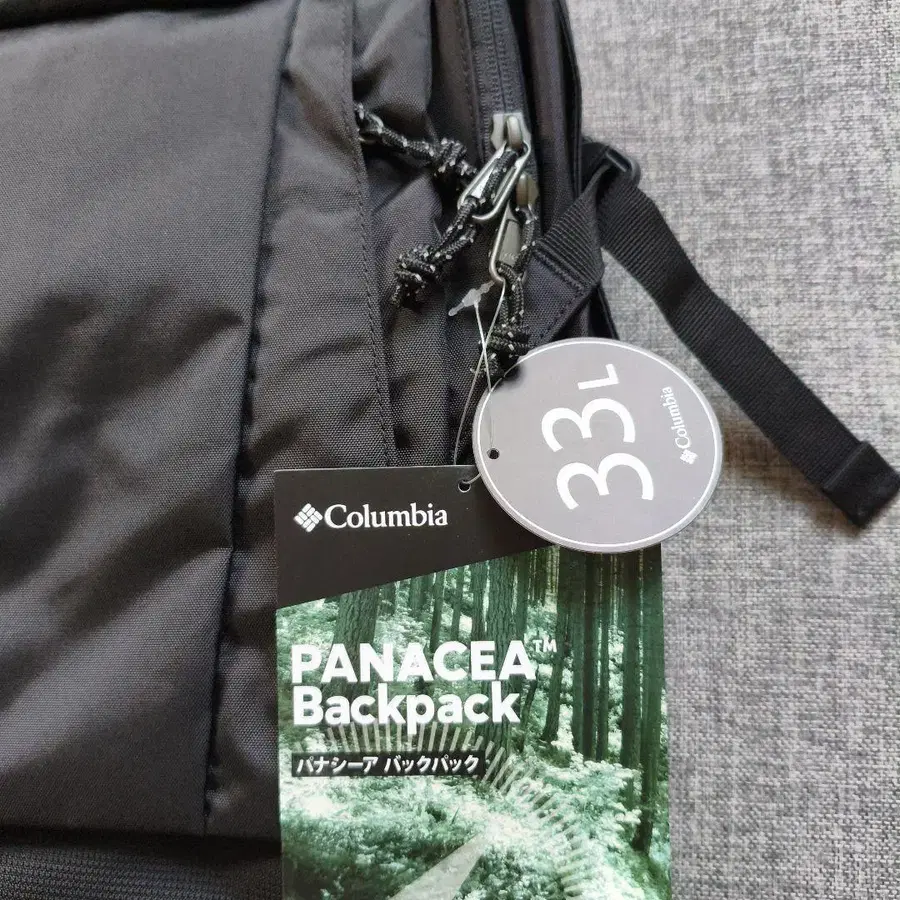 33L
Columbia
Columbia
PANACEA™
Backpack
パナシーア バックパック